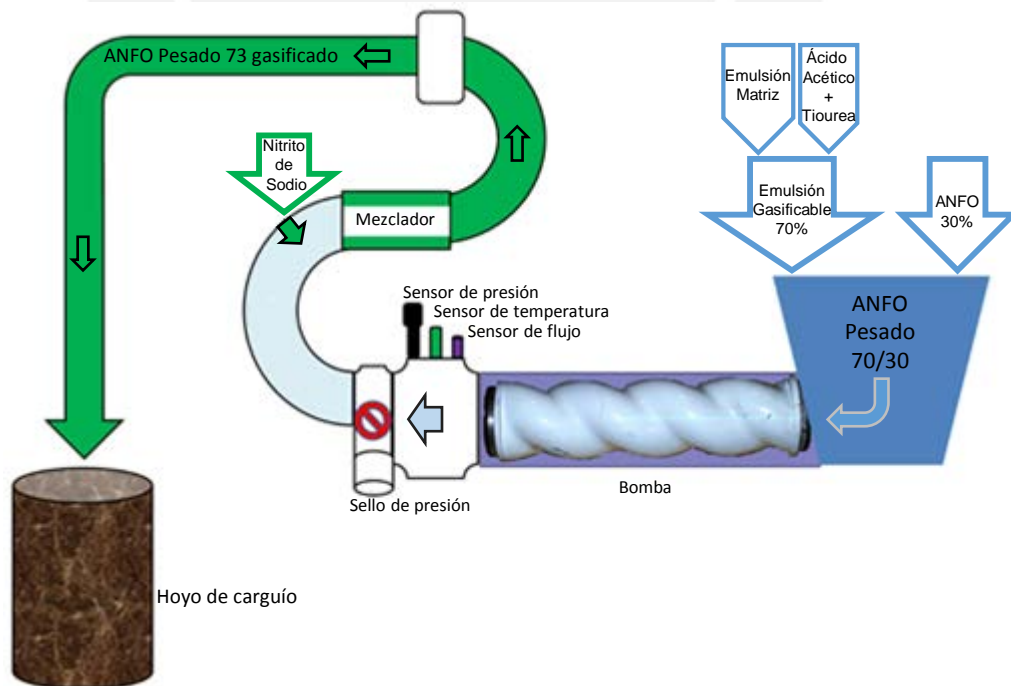 ANFO Pesado 73 gasificado
Emulsión
Matriz
Ácido
Acético
+
Tiourea
Nitrito
de
Sodio
Mezclador
Emulsión
Gasificable
70%
ANFO
30%
Sensor de presión
Sensor de temperatura
Sensor de flujo
ANFO
Pesado
70/30
Bomba
Sello de presión
Hoyo de carguío